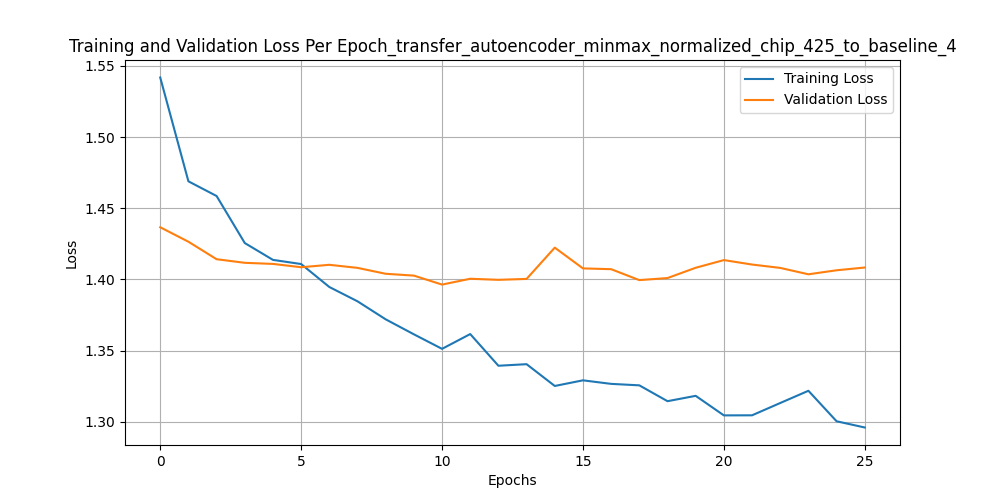 Training and Validation Loss Per Epoch_transfer_autoencoder_minmax_normalized_chip_425_to_baseline_4
Training Loss
Validation Loss
1.55
1.50
1.45
1.40
1.35
1.30
Loss
0 5 10 15 20 25
Epochs